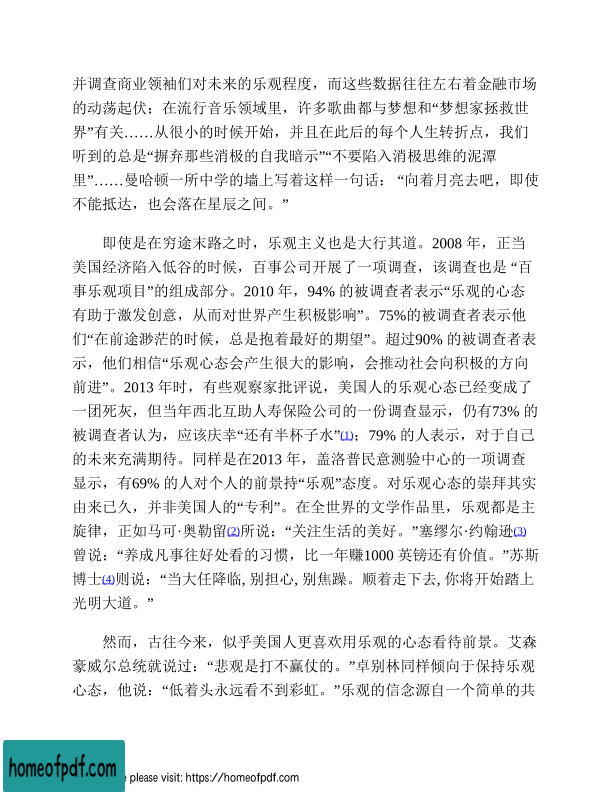 并调查商业领袖们对未来的乐观程度，而这些数据往往左右着金融市场
的动荡起伏；在流行音乐领域里，许多歌曲都与梦想和“梦想家拯救世
界”有关……从很小的时候开始，并且在此后的每个人生转折点，我们
听到的总是“摒弃那些消极的自我暗示”“不要陷入消极思维的泥潭
里”……曼哈顿一所中学的墙上写着这样一句话： “向着月亮去吧，即使
不能抵达，也会落在星辰之间。”
即使是在穷途末路之时，乐观主义也是大行其道。2008 年，正当
美国经济陷入低谷的时候，百事公司开展了一项调查，该调查也是 “百
事乐观项目”的组成部分。2010 年，94% 的被调查者表示“乐观的心态
有助于激发创意，从而对世界产生积极影响”。75%的被调查者表示他
们“在前途渺茫的时候，总是抱着最好的期望”。超过90% 的被调查者表
示，他们相信“乐观心态会产生很大的影响，会推动社会向积极的方向
前进”。2013 年时，有些观察家批评说，美国人的乐观心态已经变成了
一团死灰，但当年西北互助人寿保险公司的一份调查显示，仍有73% 的
被调查者认为，应该庆幸“还有半杯子水”(1)；79% 的人表示，对于自己
的未来充满期待。同样是在2013 年，盖洛普民意测验中心的一项调查
显示，有69% 的人对个人的前景持“乐观”态度。对乐观心态的崇拜其实
由来已久，并非美国人的“专利”。在全世界的文学作品里，乐观都是主
旋律，正如马可·奥勒留(2)所说：“关注生活的美好。”塞缪尔·约翰逊(3)
曾说：“养成凡事往好处看的习惯，比一年赚1000 英镑还有价值。”苏斯
博士(4)则说：“当大任降临, 别担心, 别焦躁。顺着走下去, 你将开始踏上
光明大道。”
然而，古往今来，似乎美国人更喜欢用乐观的心态看待前景。艾森
豪威尔总统就说过：“悲观是打不赢仗的。”卓别林同样倾向于保持乐观
心态，他说：“低着头永远看不到彩虹。”乐观的信念源自一个简单的共
homeofpdf.com
please visit: https://homeofpdf.com